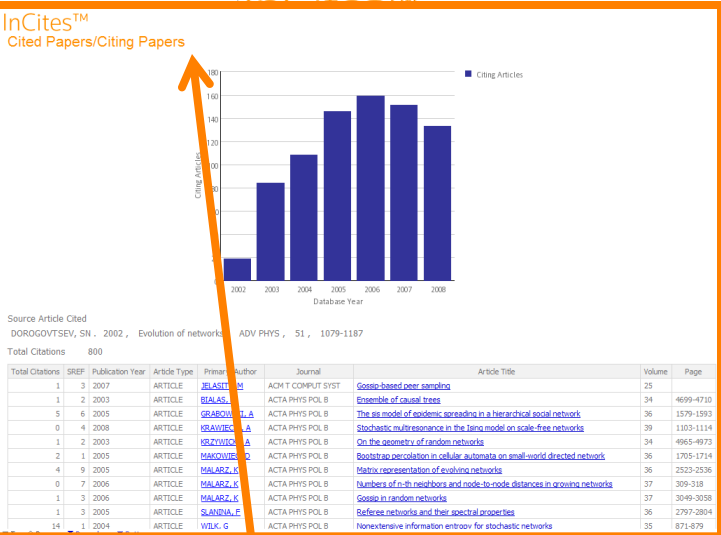 InCites™
Cited Papers/Citing Papers
Citing Articles
180
160
140
120
100
80
Citing Articles
2002 2003 2004 2005 2006 2007 2008
Database Year
Source Article Cited
DOROGOVTSEV, SN . 2002 , Evolution of networks ADV PHYS , 51 , 1079-1187
Total Citations 800
Total Citations SREF Publication Year Article Type Primary Author Journal Article Title Volume Page
1 3 2007 ARTICLE JELASITY, M ACM T COMPUT SYST Gossip-based peer sampling 25
1 2 2003 ARTICLE BIALAS, ACTA PHYS POL B Ensemble of causal trees 34 4699-4710
5 6 2005 ARTICLE GRABOWSKI, A ACTA PHYS POL B The sis model of epidemic spreading in a hierarchical social network 36 1579-1593
0 4 2008 ARTICLE KRAWIECKI, A ACTA PHYS POL B Stochastic multiresonance in the Ising model on scale-free networks 39 1103-1114
1 2 2003 ARTICLE KRZYWICKI, A ACTA PHYS POL B On the geometry of random networks 34 4965-4973
2 1 2005 ARTICLE MAKOWIEC, D ACTA PHYS POL B Bootstrap percolation in cellular automata on small-world directed network 36 1705-1714
4 9 2005 ARTICLE MALARZ, K ACTA PHYS POL B Matrix representation of evolving networks 36 2523-2536
0 7 2006 ARTICLE MALARZ, K ACTA PHYS POL B Numbers of n-th neighbors and node-to-node distances in growing networks 37 309-318
1 3 2006 ARTICLE MALARZ, K ACTA PHYS POL B Gossip in random networks 37 3049-3058
1 3 2005 ARTICLE SLANINA, F ACTA PHYS POL B Referee networks and their spectral properties 36 2797-2804
14 1 2004 ARTICLE WILK, G ACTA PHYS POL B Nonextensive information entropy for stochastic networks 35 871-879